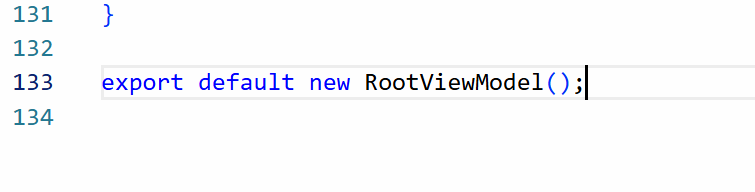 131 }
132
133 export default new RootViewModel();
134